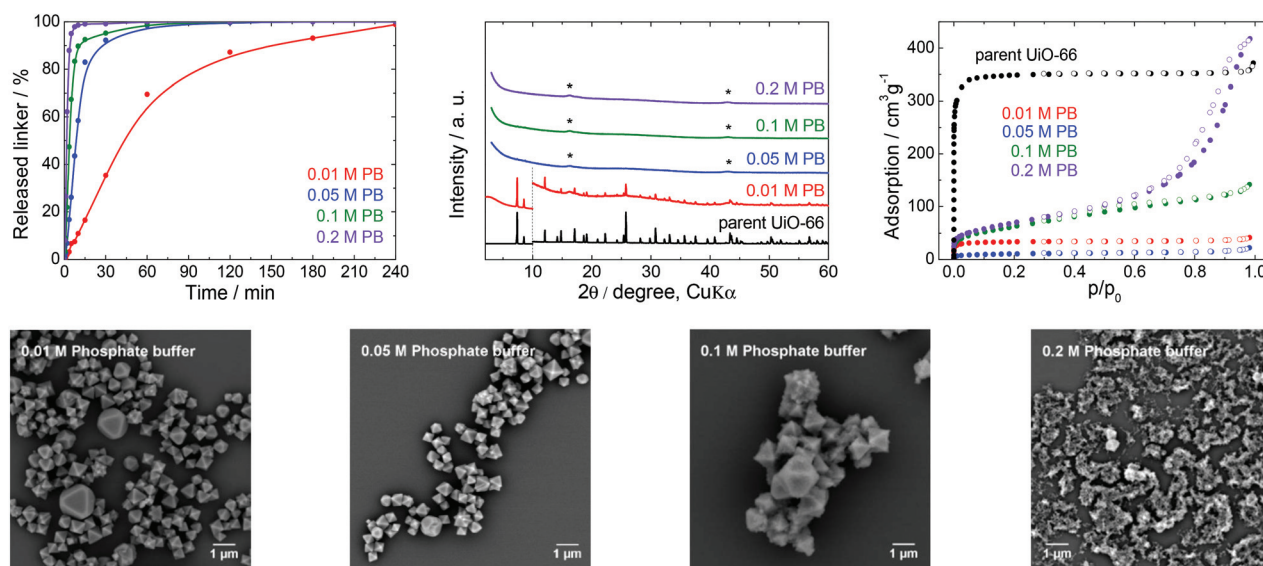 Released linker / %
100
80
60
40
20
0
0.01 M PB
0.05 M PB
0.1 M PB
0.2 M PB
0 30 60 90 120 150 180 210 240
Time / min
Intensity / a. u.
* *
0.2 M PB
* *
0.1 M PB
* *
0.05 M PB
0.01 M PB
parent UiO-66
10 20 30 40 50 60
2θ / degree, CuKα
Adsorption / cm³g⁻¹
400
350
300
250
200
150
100
50
0
parent UiO-66
0.01 M PB
0.05 M PB
0.1 M PB
0.2 M PB
0.0 0.2 0.4 0.6 0.8 1.0
p/p₀
0.01 M Phosphate buffer
1 µm
0.05 M Phosphate buffer
1 µm
0.1 M Phosphate buffer
1 µm
0.2 M Phosphate buffer
1 µm